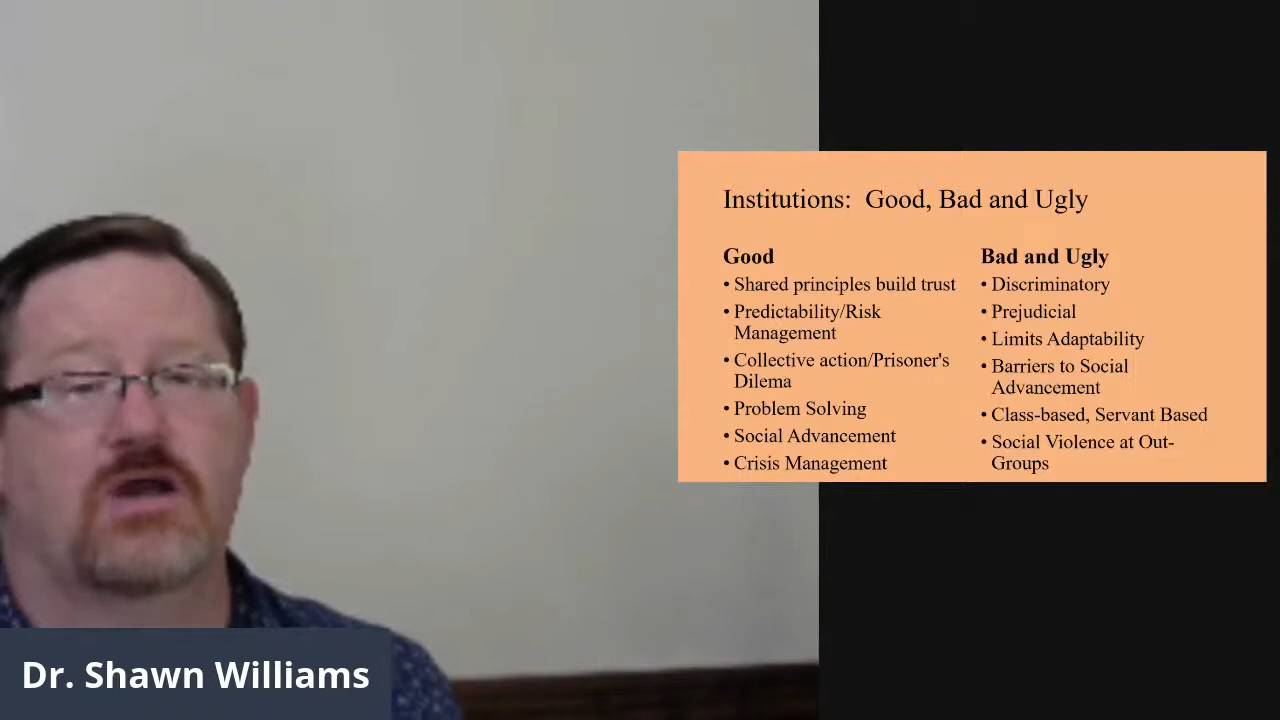 Institutions:  Good, Bad and Ugly
Good
• Shared principles build trust
• Predictability/Risk
Management
• Collective action/Prisoner's
Dilema
• Problem Solving
• Social Advancement
• Crisis Management
Bad and Ugly
• Discriminatory
• Prejudicial
• Limits Adaptability
• Barriers to Social
Advancement
• Class-based, Servant Based
• Social Violence at Out-
Groups
Dr. Shawn Williams